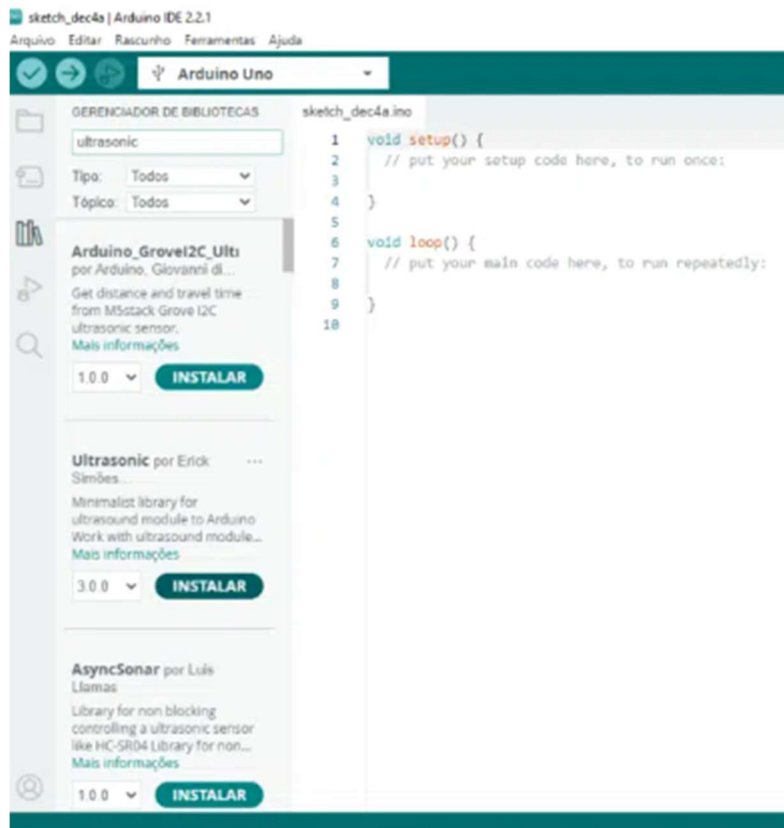 sketch_dec4a | Arduino IDE 2.2.1
Arquivo Editar Rascunho Ferramentas Ajuda
Arduino Uno
GERENCIADOR DE BIBLIOTECAS
ultrasonic
Tipo: Todos
Tópico: Todos
Arduino_GroveI2C_Ult
por Arduino, Giovanni di...
Get distance and travel time ...
from M5stack Grove I2C
ultrasonic sensor.
Mais informações
1.0.0 INSTALAR
Ultrasonic por Erick ...
Simões...
Minimalist library for
ultrasound module to Arduino
Work with ultrasound module...
Mais informações
3.0.0 INSTALAR
AsyncSonar por Luis
Llamas
Library for non blocking
controlling a ultrasonic sensor
like HC-SR04 Library for non...
Mais informações
1.0.0 INSTALAR
sketch_dec4a.ino
1 void setup() {
2 // put your setup code here, to run once:
3
4 }
5
6 void loop() {
7 // put your main code here, to run repeatedly:
8
9 }
10